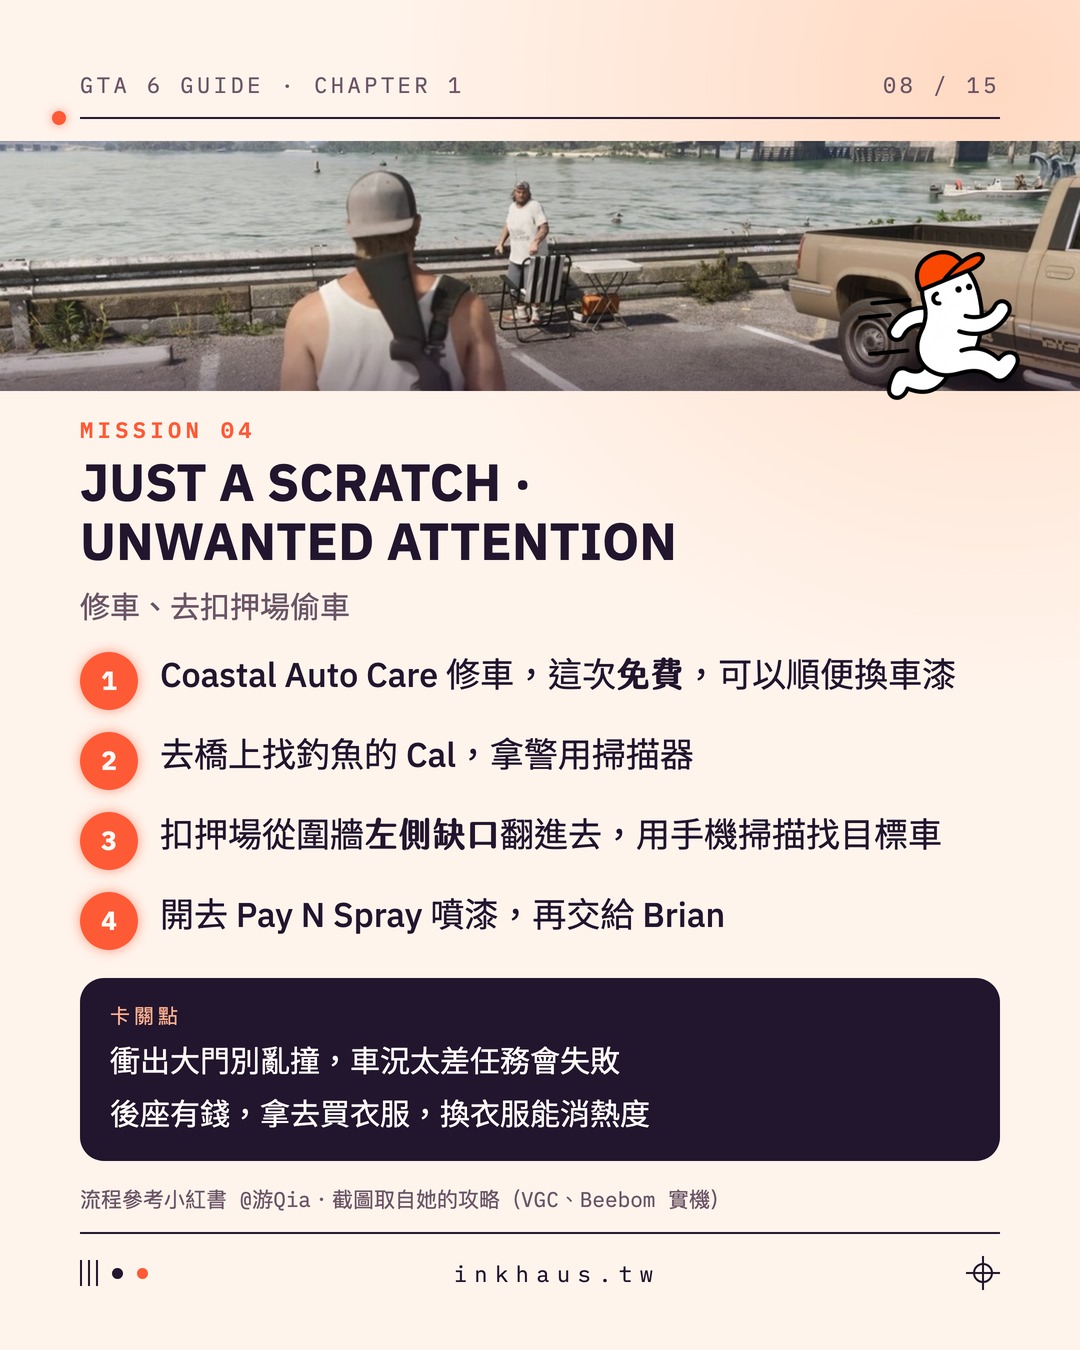 GTA 6 GUIDE · CHAPTER 1
08 / 15
MISSION 04
JUST A SCRATCH ·
UNWANTED ATTENTION
修車、去扣押場偷車
1 Coastal Auto Care 修車，這次免費，可以順便換車漆
2 去橋上找釣魚的 Cal，拿警用掃描器
3 扣押場從圍牆左側缺口翻進去，用手機掃描找目標車
4 開去 Pay N Spray 噴漆，再交給 Brian
卡關點
衝出大門別亂撞，車況太差任務會失敗
後座有錢，拿去買衣服，換衣服能消熱度
流程參考小紅書 @游Qia · 截圖取自她的攻略（VGC、Beebom 實機）
inkhaus.tw